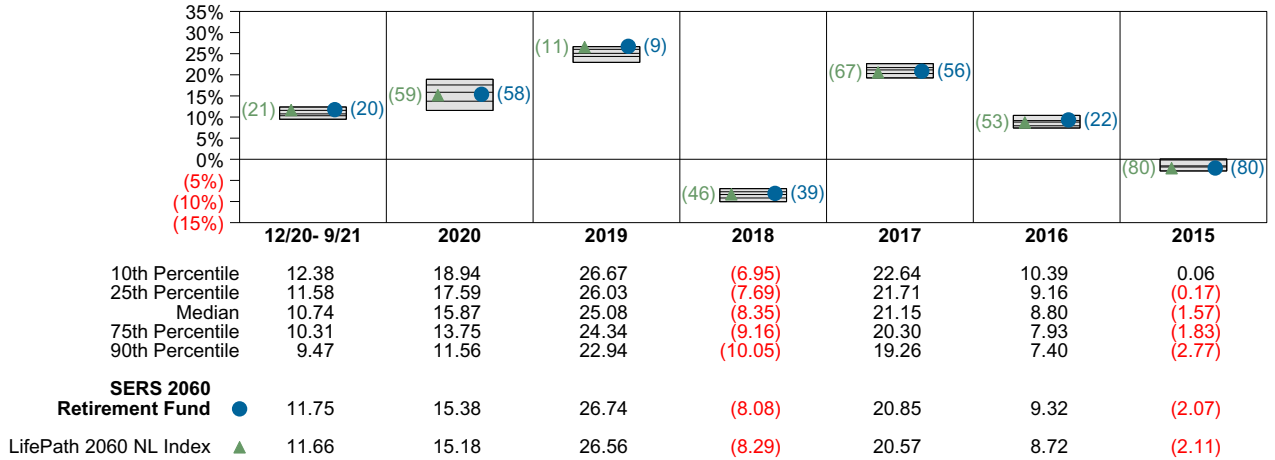 35%
30%
25%
20%
15%
10%
5%
0%
(5%)
(10%)
(15%)
(21) (20)
(59) (58)
(11) (9)
(46) (39)
(67) (56)
(53) (22)
(80) (80)
12/20- 9/21 2020 2019 2018 2017 2016 2015
10th Percentile 12.38 18.94 26.67 (6.95) 22.64 10.39 0.06
25th Percentile 11.58 17.59 26.03 (7.69) 21.71 9.16 (0.17)
Median 10.74 15.87 25.08 (8.35) 21.15 8.80 (1.57)
75th Percentile 10.31 13.75 24.34 (9.16) 20.30 7.93 (1.83)
90th Percentile 9.47 11.56 22.94 (10.05) 19.26 7.40 (2.77)
SERS 2060
Retirement Fund 11.75 15.38 26.74 (8.08) 20.85 9.32 (2.07)
LifePath 2060 NL Index 11.66 15.18 26.56 (8.29) 20.57 8.72 (2.11)